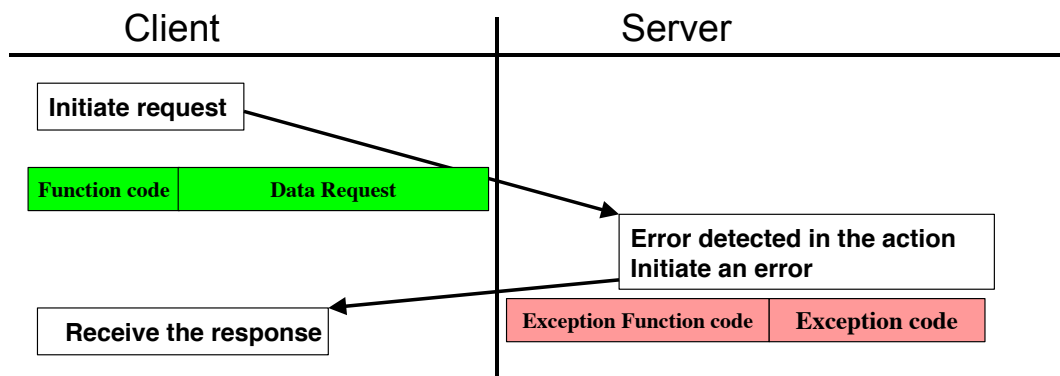 Client
Server
Initiate request
Function code
Data Request
Error detected in the action
Initiate an error
Receive the response
Exception Function code
Exception code